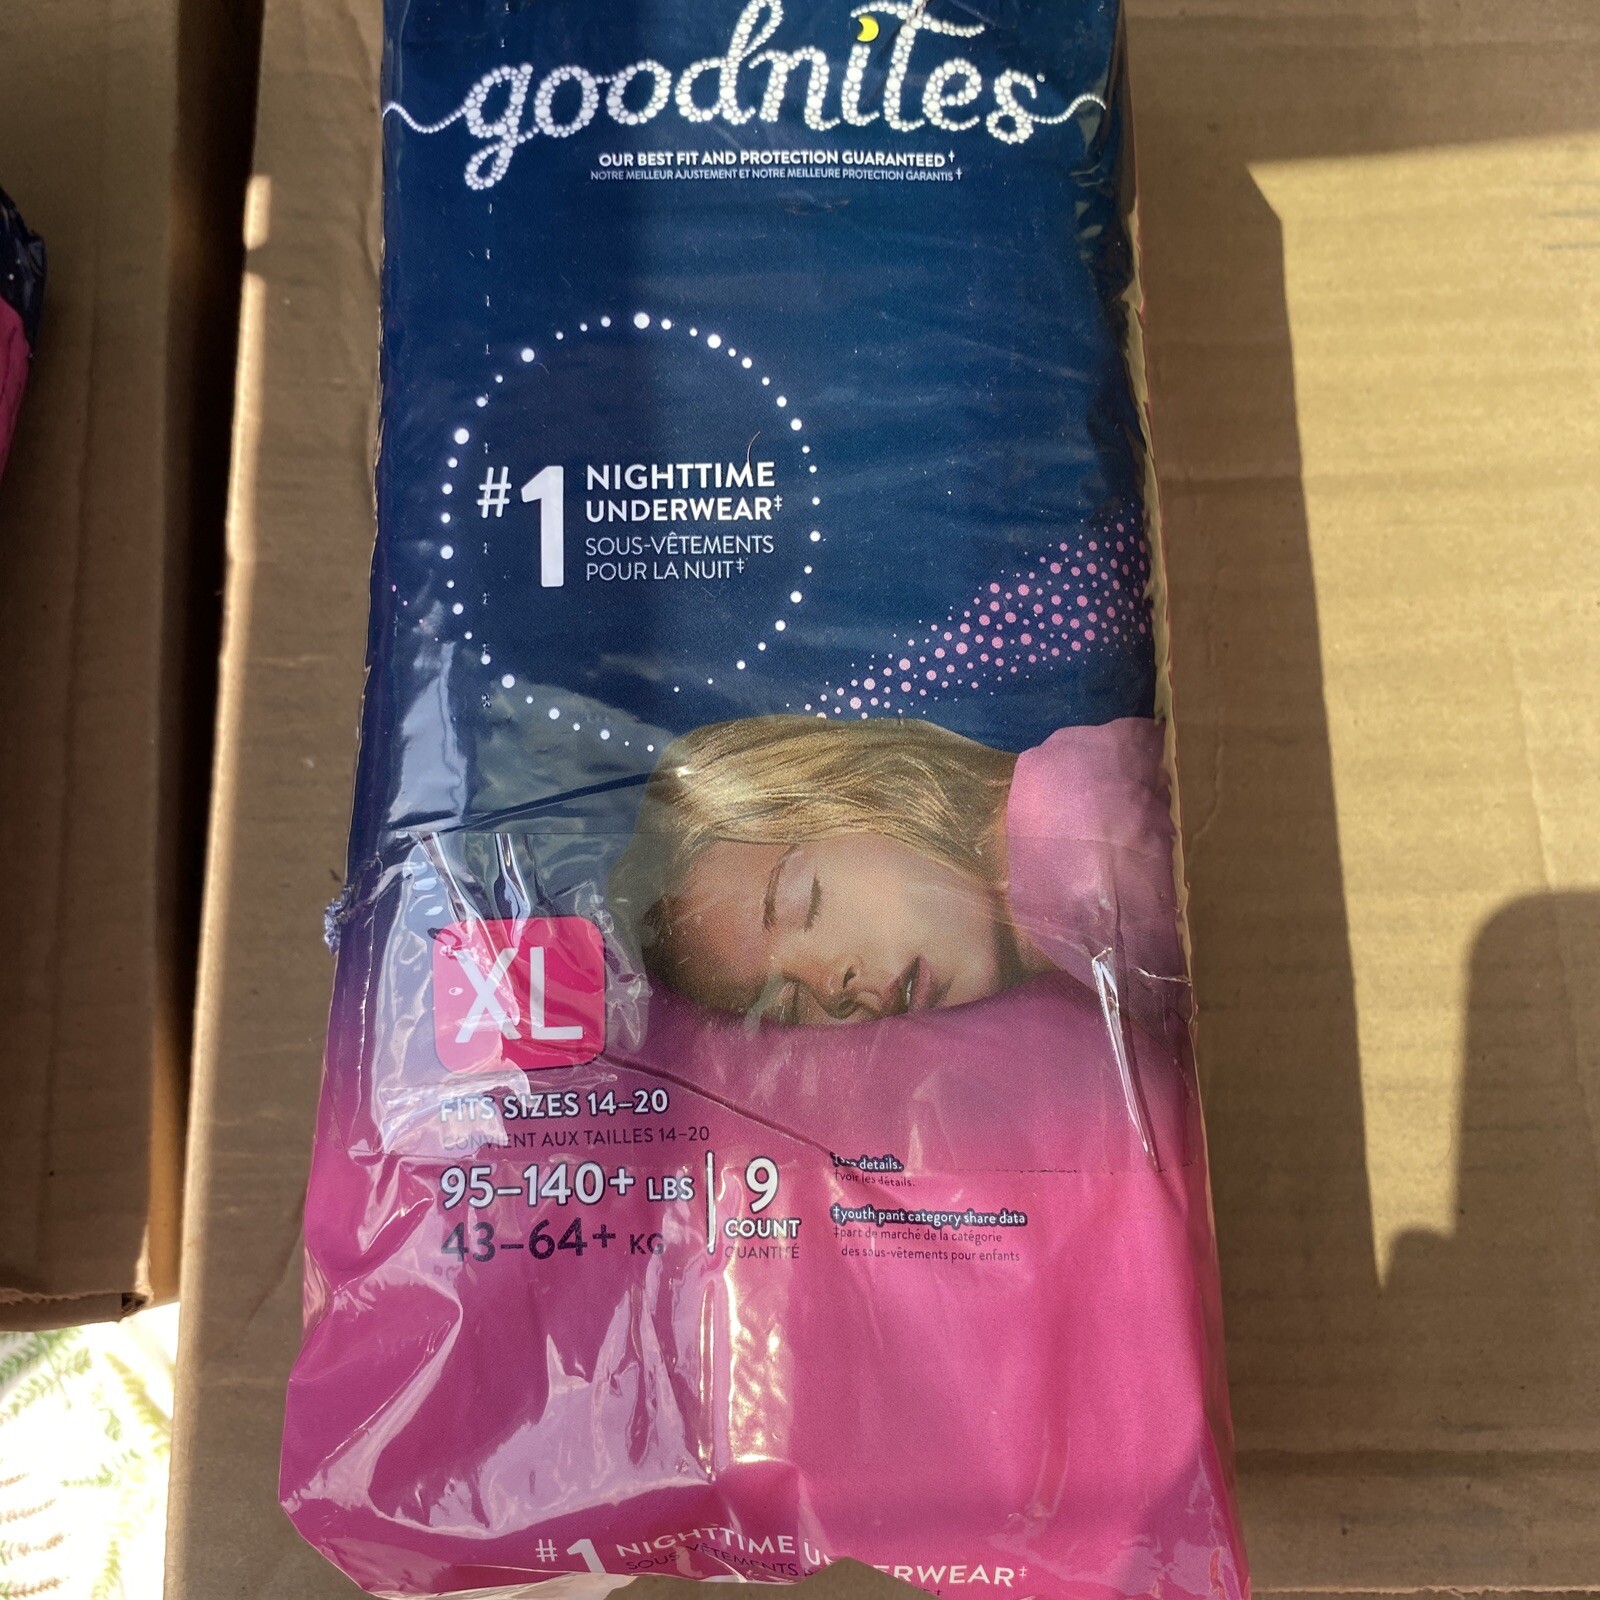 goodnites
OUR BEST FIT AND PROTECTION GUARANTEED†
NOTRE MEILLEUR AJUSTEMENT ET NOTRE MEILLEURE PROTECTION GARANTIS†
#1 NIGHTTIME
UNDERWEAR‡
SOUS-VÊTEMENTS
POUR LA NUIT‡
XL
FITS SIZES 14–20
CONVIENT AUX TAILLES 14–20
95–140+ LBS
43–64+ KG
9
COUNT
QUANTITÉ
details.
†voir les détails.
‡youth pant category share data
‡part de marché de la catégorie
des sous-vêtements pour enfants
#1 NIGHTTIME
SOUS-VÊTEMENTS